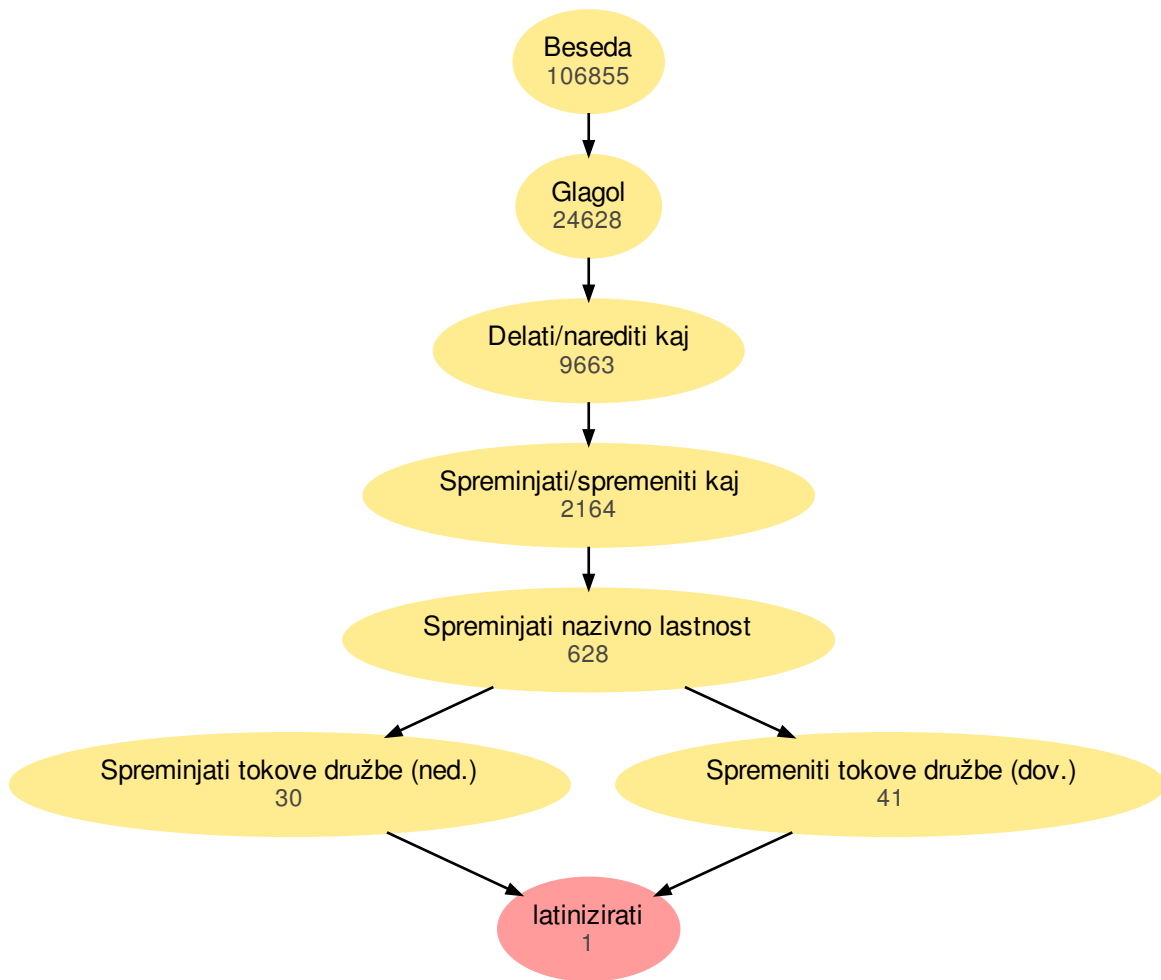 Beseda
106855
Glagol
24628
Delati/narediti kaj
9663
Spreminjati/spremeniti kaj
2164
Spreminjati nazivno lastnost
628
Spreminjati tokove družbe (ned.)
30
Spremeniti tokove družbe (dov.)
41
latinizirati
1